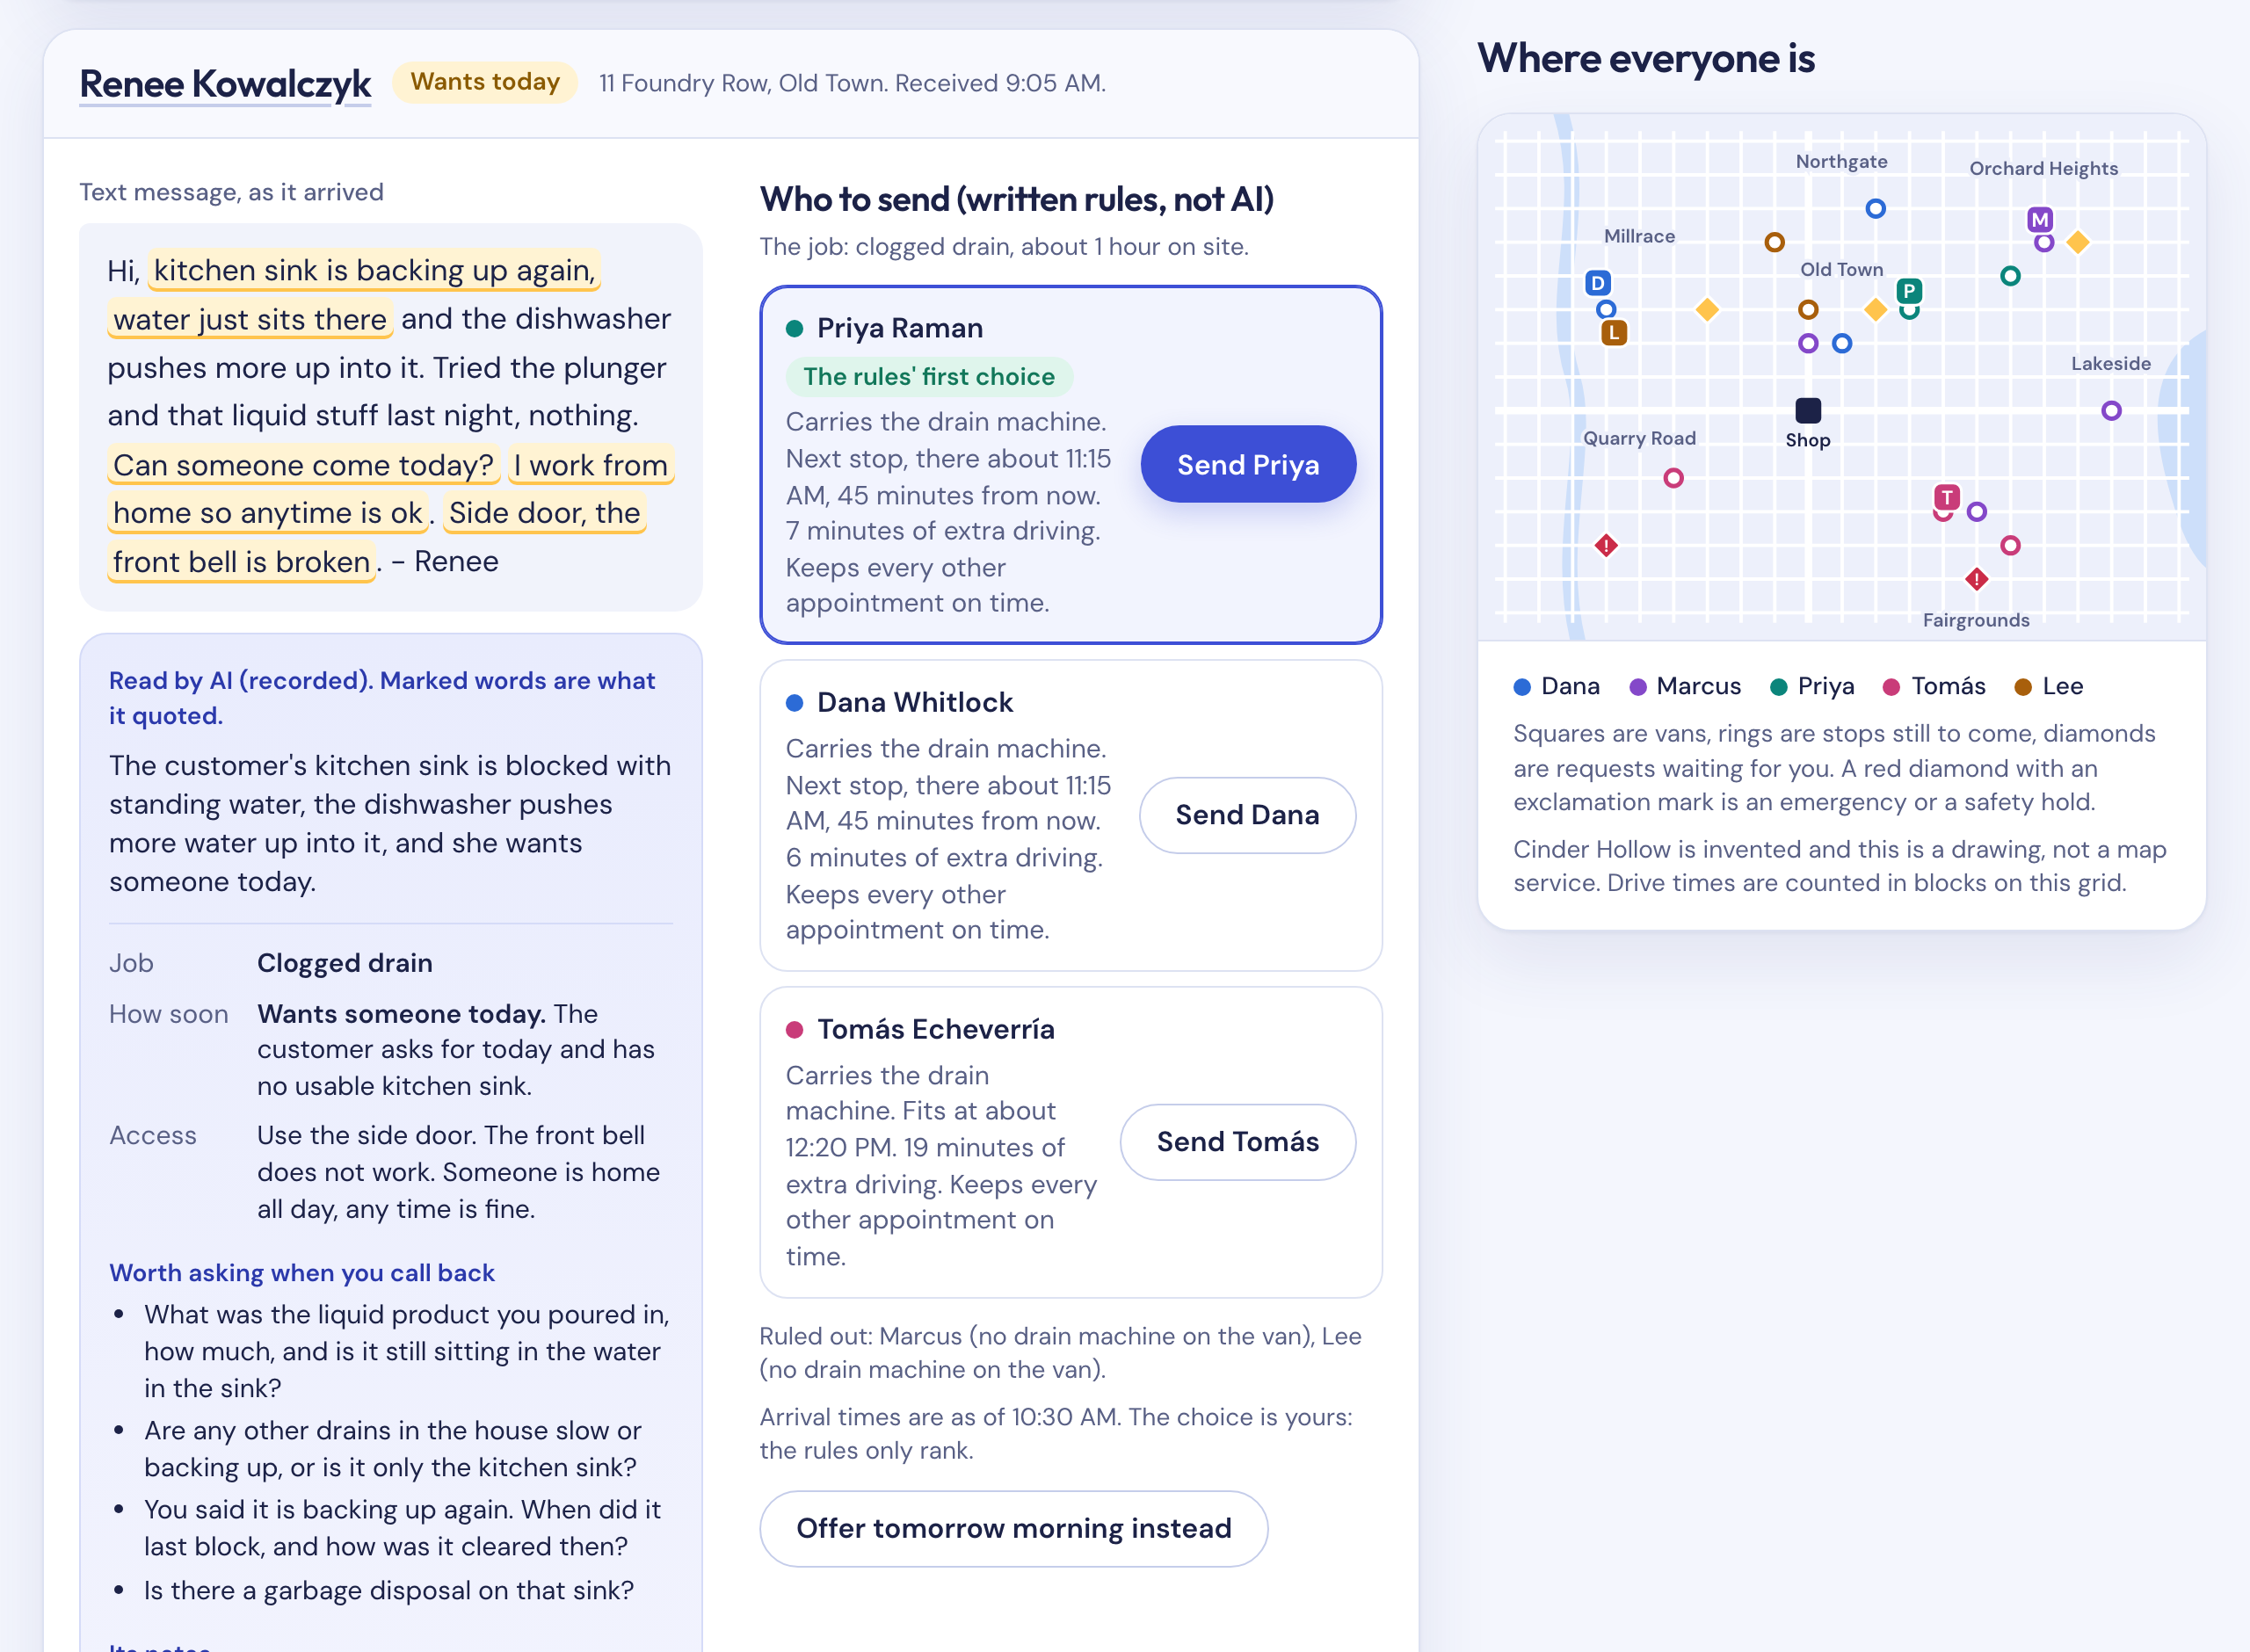 Renee Kowalczyk
Wants today
11 Foundry Row, Old Town. Received 9:05 AM.
Text message, as it arrived
Hi, kitchen sink is backing up again,
water just sits there and the dishwasher
pushes more up into it. Tried the plunger
and that liquid stuff last night, nothing.
Can someone come today? I work from
home so anytime is ok. Side door, the
front bell is broken. - Renee
Read by AI (recorded). Marked words are what
it quoted.
The customer's kitchen sink is blocked with
standing water, the dishwasher pushes
more water up into it, and she wants
someone today.
Job Clogged drain
How soon Wants someone today. The
customer asks for today and has
no usable kitchen sink.
Access Use the side door. The front bell
does not work. Someone is home
all day, any time is fine.
Worth asking when you call back
• What was the liquid product you poured in,
how much, and is it still sitting in the water
in the sink?
• Are any other drains in the house slow or
backing up, or is it only the kitchen sink?
• You said it is backing up again. When did it
last block, and how was it cleared then?
• Is there a garbage disposal on that sink?
Who to send (written rules, not AI)
The job: clogged drain, about 1 hour on site.
Priya Raman
The rules' first choice
Carries the drain machine.
Next stop, there about 11:15
AM, 45 minutes from now.
7 minutes of extra driving.
Keeps every other
appointment on time.
Send Priya
Dana Whitlock
Carries the drain machine.
Next stop, there about 11:15
AM, 45 minutes from now.
6 minutes of extra driving.
Keeps every other
appointment on time.
Send Dana
Tomás Echeverría
Carries the drain
machine. Fits at about
12:20 PM. 19 minutes of
extra driving. Keeps every
other appointment on
time.
Send Tomás
Ruled out: Marcus (no drain machine on the van), Lee
(no drain machine on the van).
Arrival times are as of 10:30 AM. The choice is yours:
the rules only rank.
Offer tomorrow morning instead
Where everyone is
Northgate
Orchard Heights
M
Millrace
Old Town
D
P
L
Lakeside
Quarry Road
Shop
T
!
!
Fairgrounds
Dana Marcus Priya Tomás Lee
Squares are vans, rings are stops still to come, diamonds
are requests waiting for you. A red diamond with an
exclamation mark is an emergency or a safety hold.
Cinder Hollow is invented and this is a drawing, not a map
service. Drive times are counted in blocks on this grid.